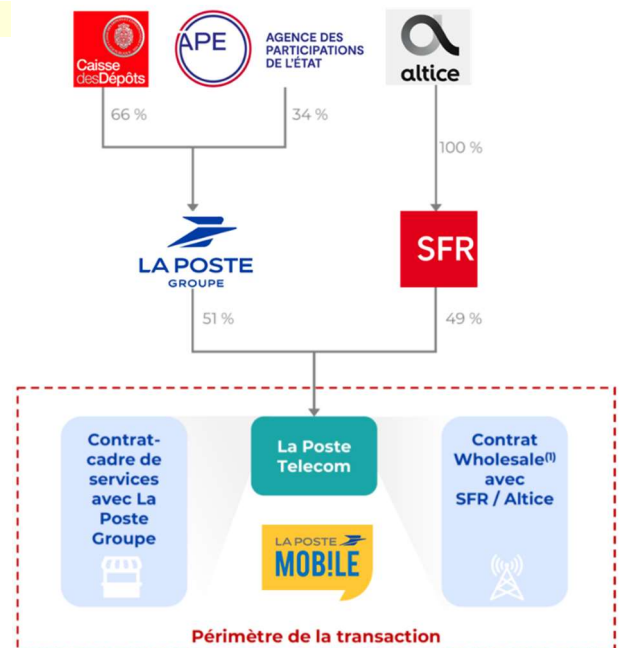 Caisse
desDépôts
APE
AGENCE DES
PARTICIPATIONS
DE L'ÉTAT
altice
66 %
34 %
100 %
LA POSTE
GROUPE
SFR
51 %
49 %
Contrat-
cadre de
services
avec La
Poste
Groupe
La Poste
Telecom
LA POSTE
MOB!LE
Contrat
Wholesale⁽¹⁾
avec
SFR / Altice
Périmètre de la transaction